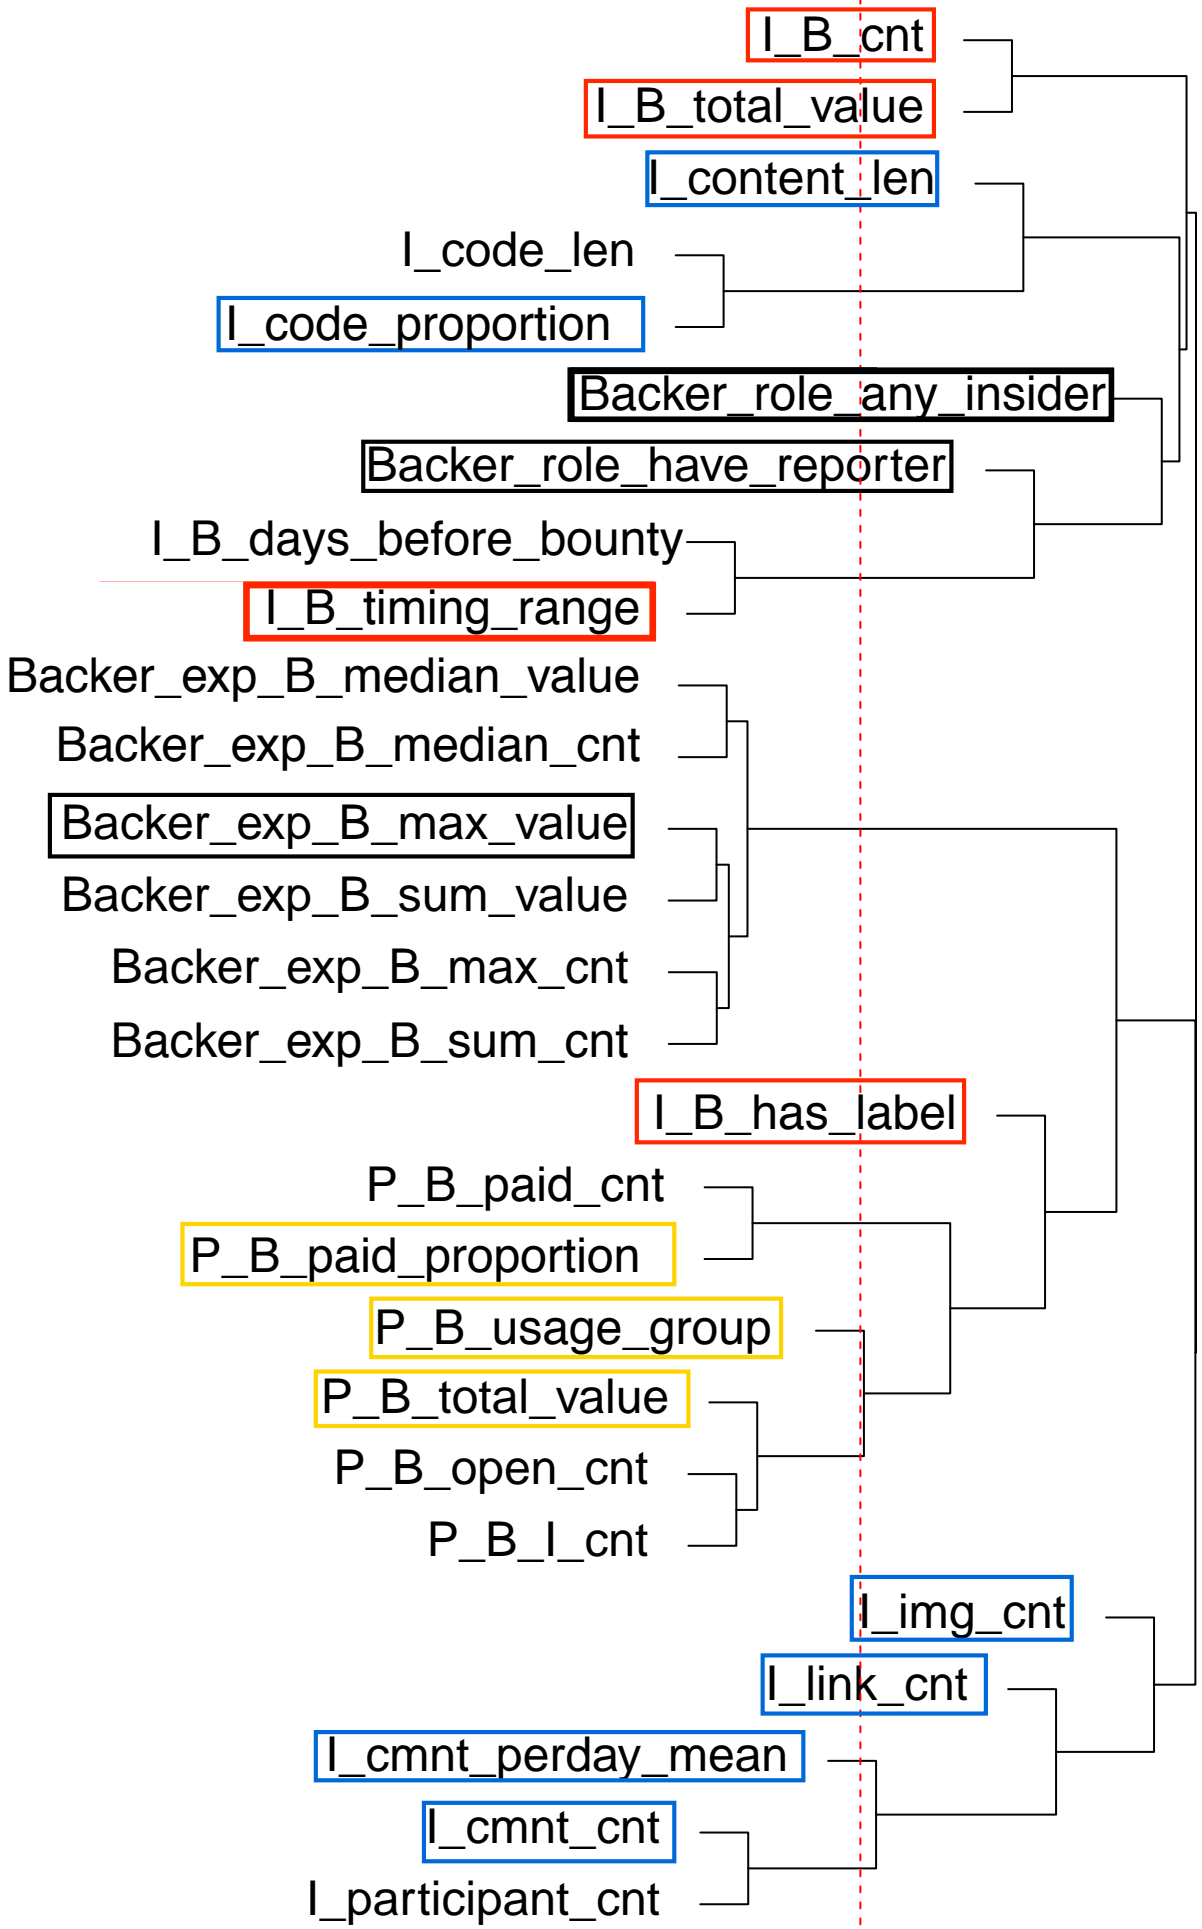 I_B_cnt
I_B_total_value
I_content_len
I_code_len
I_code_proportion
Backer_role_any_insider
Backer_role_have_reporter
I_B_days_before_bounty
I_B_timing_range
Backer_exp_B_median_value
Backer_exp_B_median_cnt
Backer_exp_B_max_value
Backer_exp_B_sum_value
Backer_exp_B_max_cnt
Backer_exp_B_sum_cnt
I_B_has_label
P_B_paid_cnt
P_B_paid_proportion
P_B_usage_group
P_B_total_value
P_B_open_cnt
P_B_I_cnt
I_img_cnt
I_link_cnt
I_cmnt_perday_mean
I_cmnt_cnt
I_participant_cnt